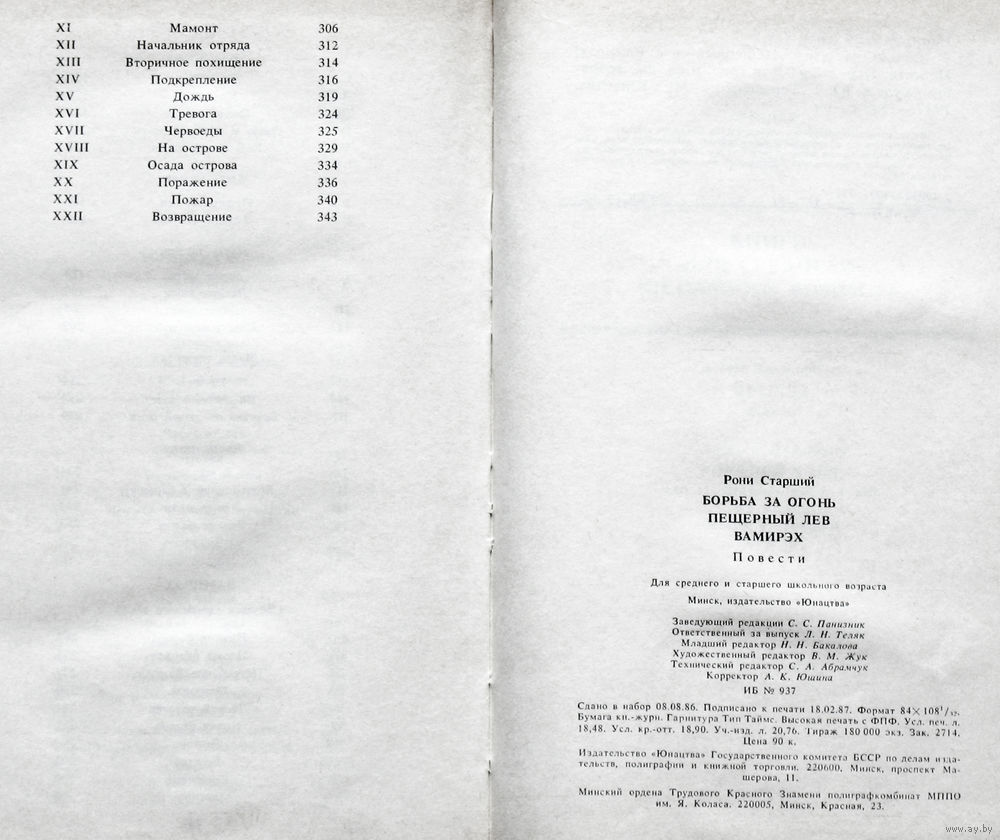 XI Мамонт 306
XII Начальник отряда 312
XIII Вторичное похищение 314
XIV Подкрепление 316
XV Дождь 319
XVI Тревога 324
XVII Червоеды 325
XVIII На острове 329
XIX Осада острова 334
XX Поражение 336
XXI Пожар 340
XXII Возвращение 343
Рони Старший
БОРЬБА ЗА ОГОНЬ
ПЕЩЕРНЫЙ ЛЕВ
ВАМИРЭХ
Повести
Для среднего и старшего школьного возраста
Минск, издательство «Юнацтва»
Заведующий редакции С. С. Панизник
Ответственный за выпуск Л. Н. Теляк
Младший редактор Н. Н. Бакалова
Художественный редактор В. М. Жук
Технический редактор С. А. Абрамчук
Корректор А. К. Юшина
ИБ № 937
Сдано в набор 08.08.86. Подписано к печати 18.02.87. Формат 84×108¹/₃₂.
Бумага кн.-журн. Гарнитура Тип Таймс. Высокая печать с ФПФ. Усл. печ. л.
18,48. Усл. кр.-отт. 18,90. Уч.-изд. л. 20,76. Тираж 180 000 экз. Зак. 2714.
Цена 90 к.
Издательство «Юнацтва» Государственного комитета БССР по делам изда-
тельств, полиграфии и книжной торговли. 220600, Минск, проспект Ма-
шерова, 11.
Минский ордена Трудового Красного Знамени полиграфкомбинат МППО
им. Я. Коласа. 220005, Минск, Красная, 23.
www.ay.by